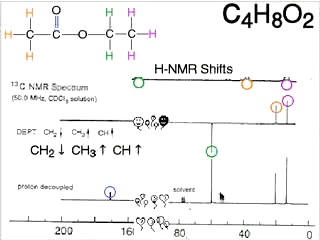 C4H8O2
H O H H
H C C O C C H
H H H
H-NMR Shifts
13C NMR Spectrum
(50.0 MHz, CDCl3 solution)
DEPT CH2↓ CH3↑ CH↑
CH2 ↓ CH3 ↑ CH ↑
proton decoupled
solvent
200 80 40 0